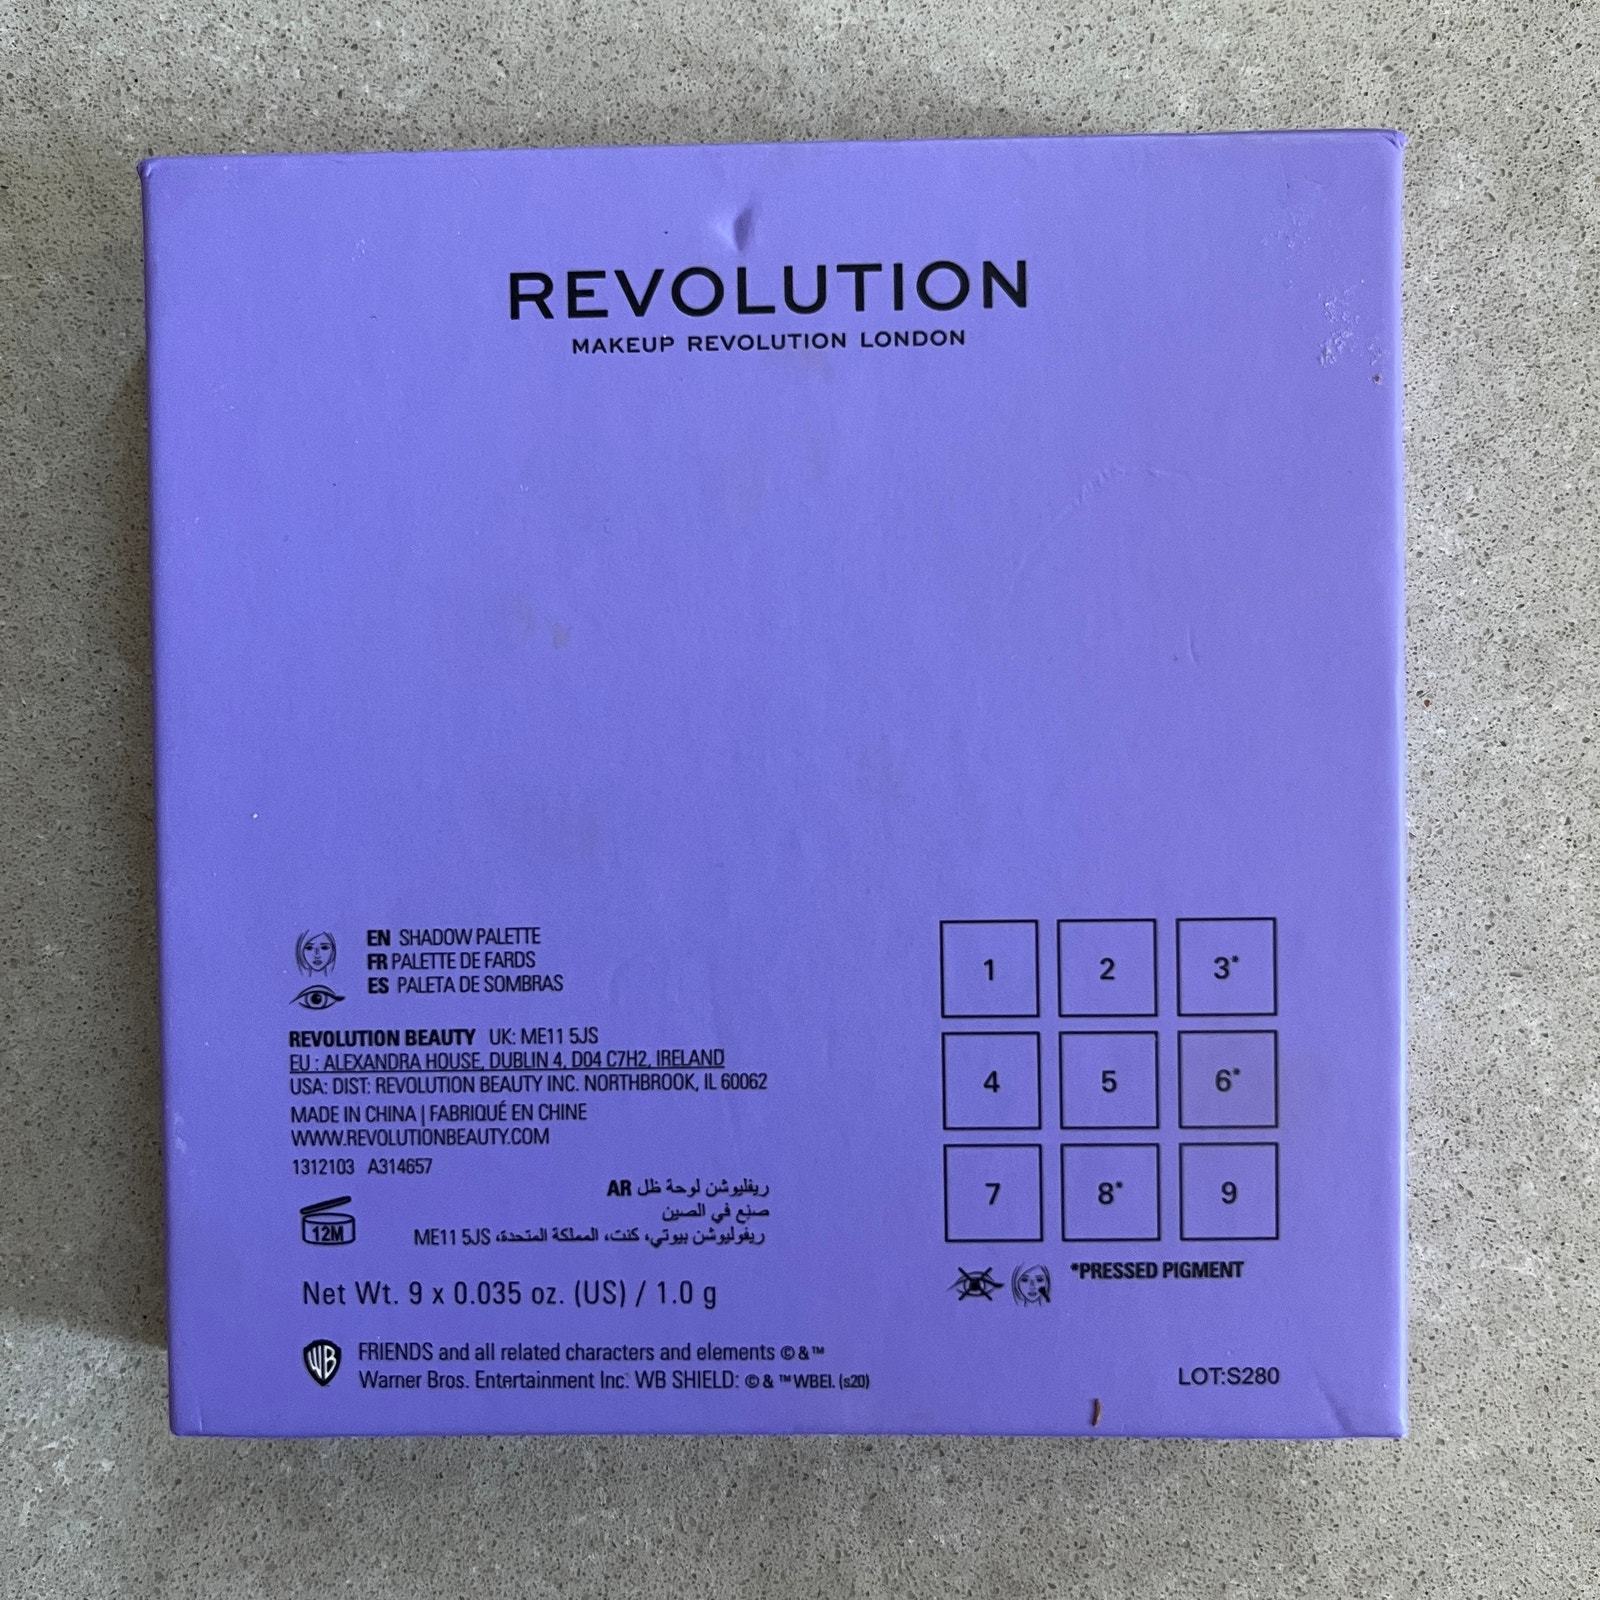 REVOLUTION
MAKEUP REVOLUTION LONDON
EN SHADOW PALETTE
FR PALETTE DE FARDS
ES PALETA DE SOMBRAS
REVOLUTION BEAUTY UK: ME11 5JS
EU : ALEXANDRA HOUSE, DUBLIN 4, D04 C7H2, IRELAND
USA: DIST: REVOLUTION BEAUTY INC. NORTHBROOK, IL 60062
MADE IN CHINA | FABRIQUÉ EN CHINE
WWW.REVOLUTIONBEAUTY.COM
1312103 A314657
12M
ريفليوشن لوحة ظل AR
صنع في الصين
ريفوليوشن بيوتي، كنت، المملكة المتحدة، ME11 5JS
Net Wt. 9 x 0.035 oz. (US) / 1.0 g
WB
FRIENDS and all related characters and elements © & ™
Warner Bros. Entertainment Inc. WB SHIELD: © & ™ WBEI. (s20)
1 2 3*
4 5 6*
7 8* 9
*PRESSED PIGMENT
LOT:S280